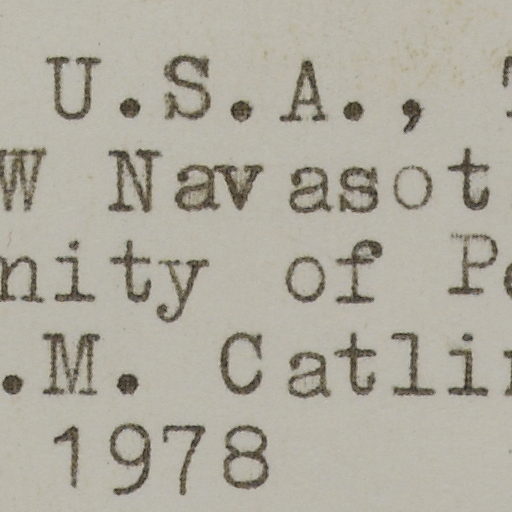 U.S.A.,
W Navasot
nity of P
.M. Catli
1978